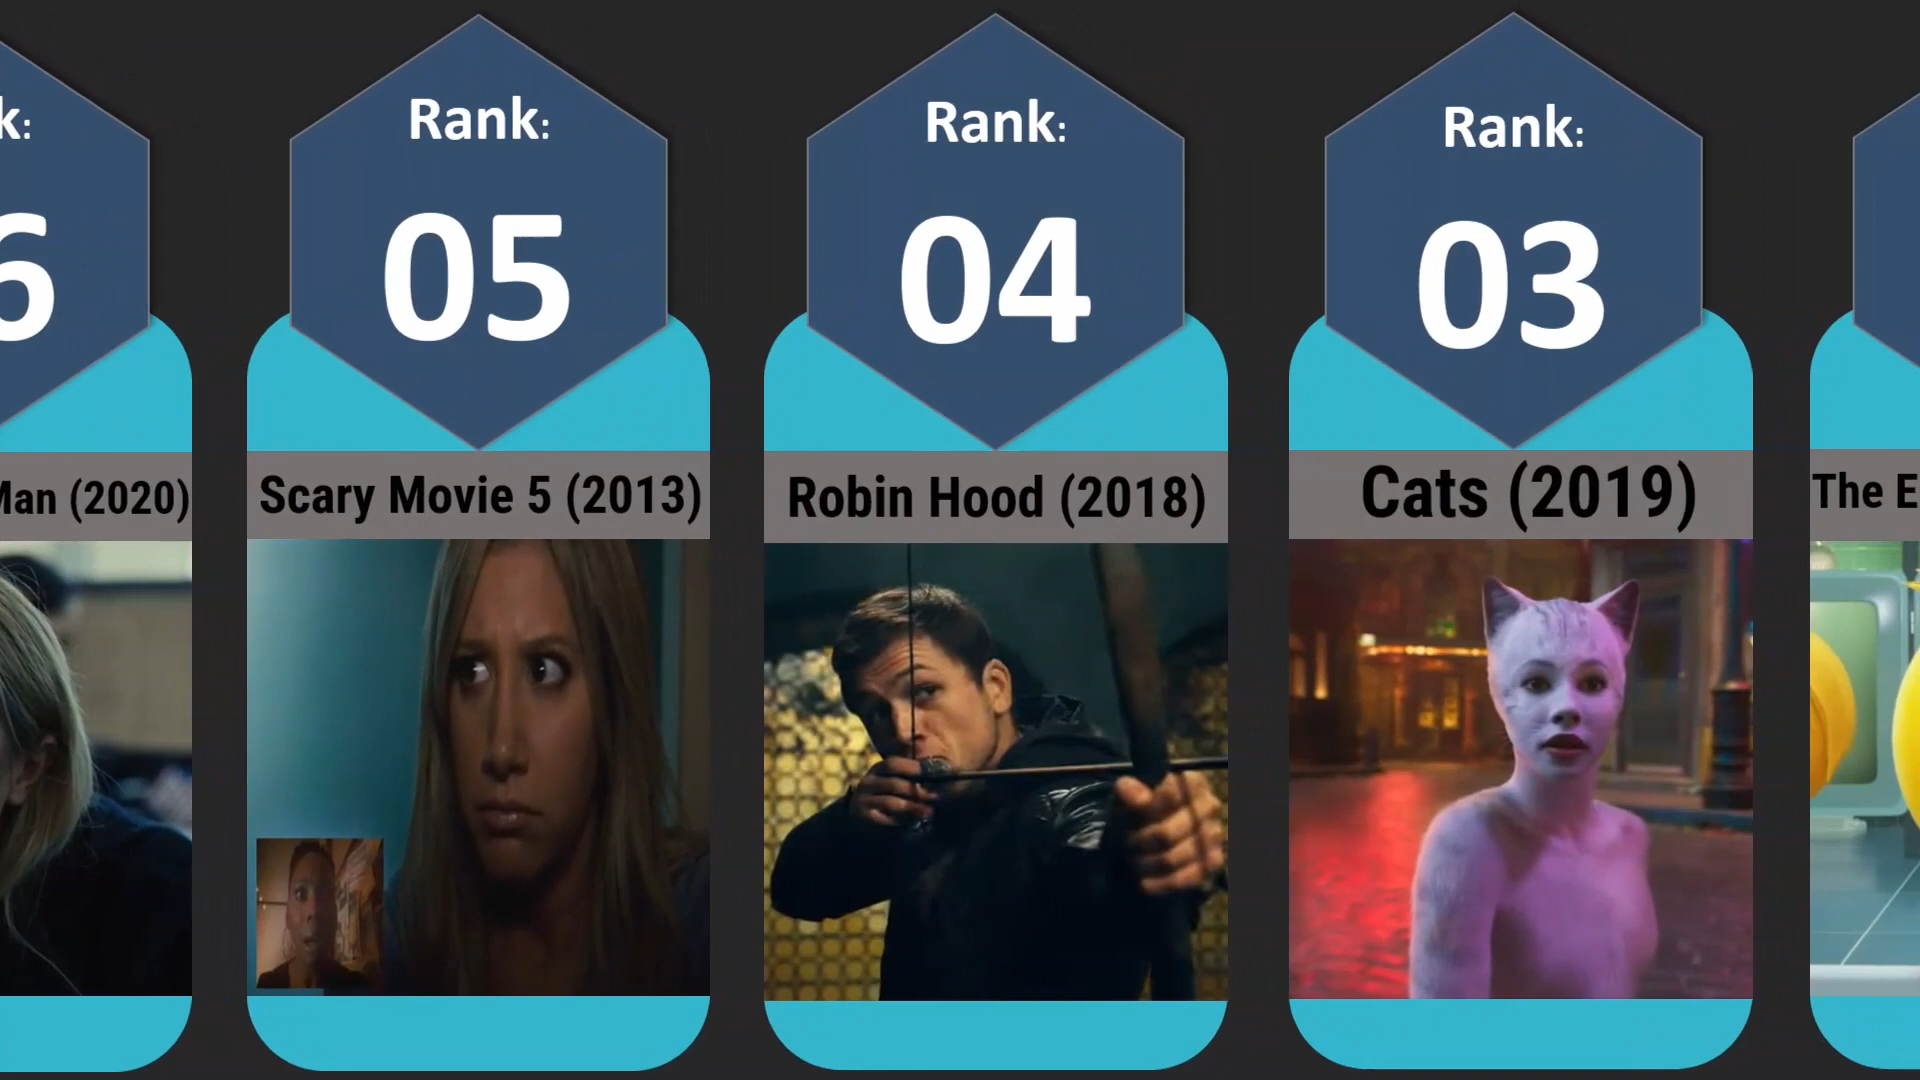 k:
6
Man (2020)
Rank:
05
Scary Movie 5 (2013)
Rank:
04
Robin Hood (2018)
Rank:
03
Cats (2019)
The E